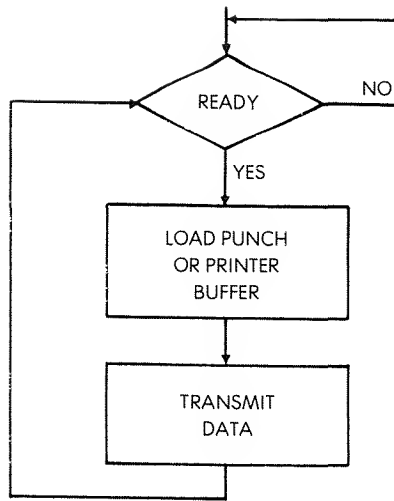 READY
NO
YES
LOAD PUNCH
OR PRINTER
BUFFER
TRANSMIT
DATA